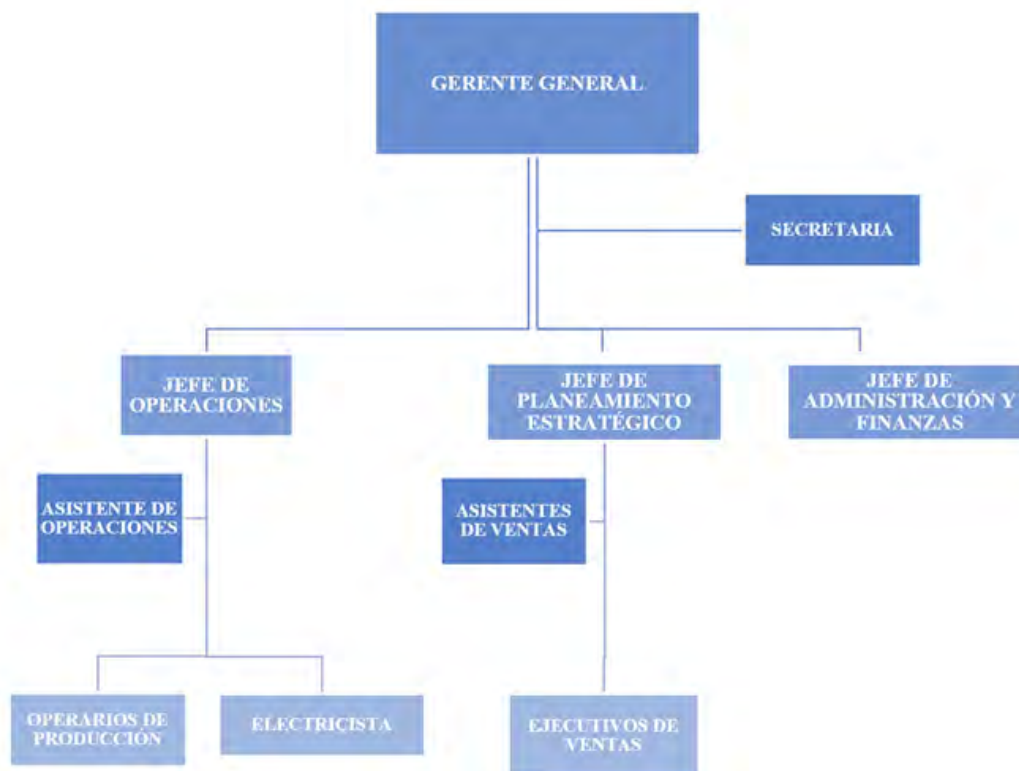 GERENTE GENERAL
SECRETARIA
JEFE DE
OPERACIONES
JEFE DE
PLANEAMIENTO
ESTRATÉGICO
JEFE DE
ADMINISTRACIÓN Y
FINANZAS
ASISTENTE DE
OPERACIONES
ASISTENTES
DE VENTAS
OPERARIOS DE
PRODUCCIÓN
ELECTRICISTA
EJECUTIVOS DE
VENTAS